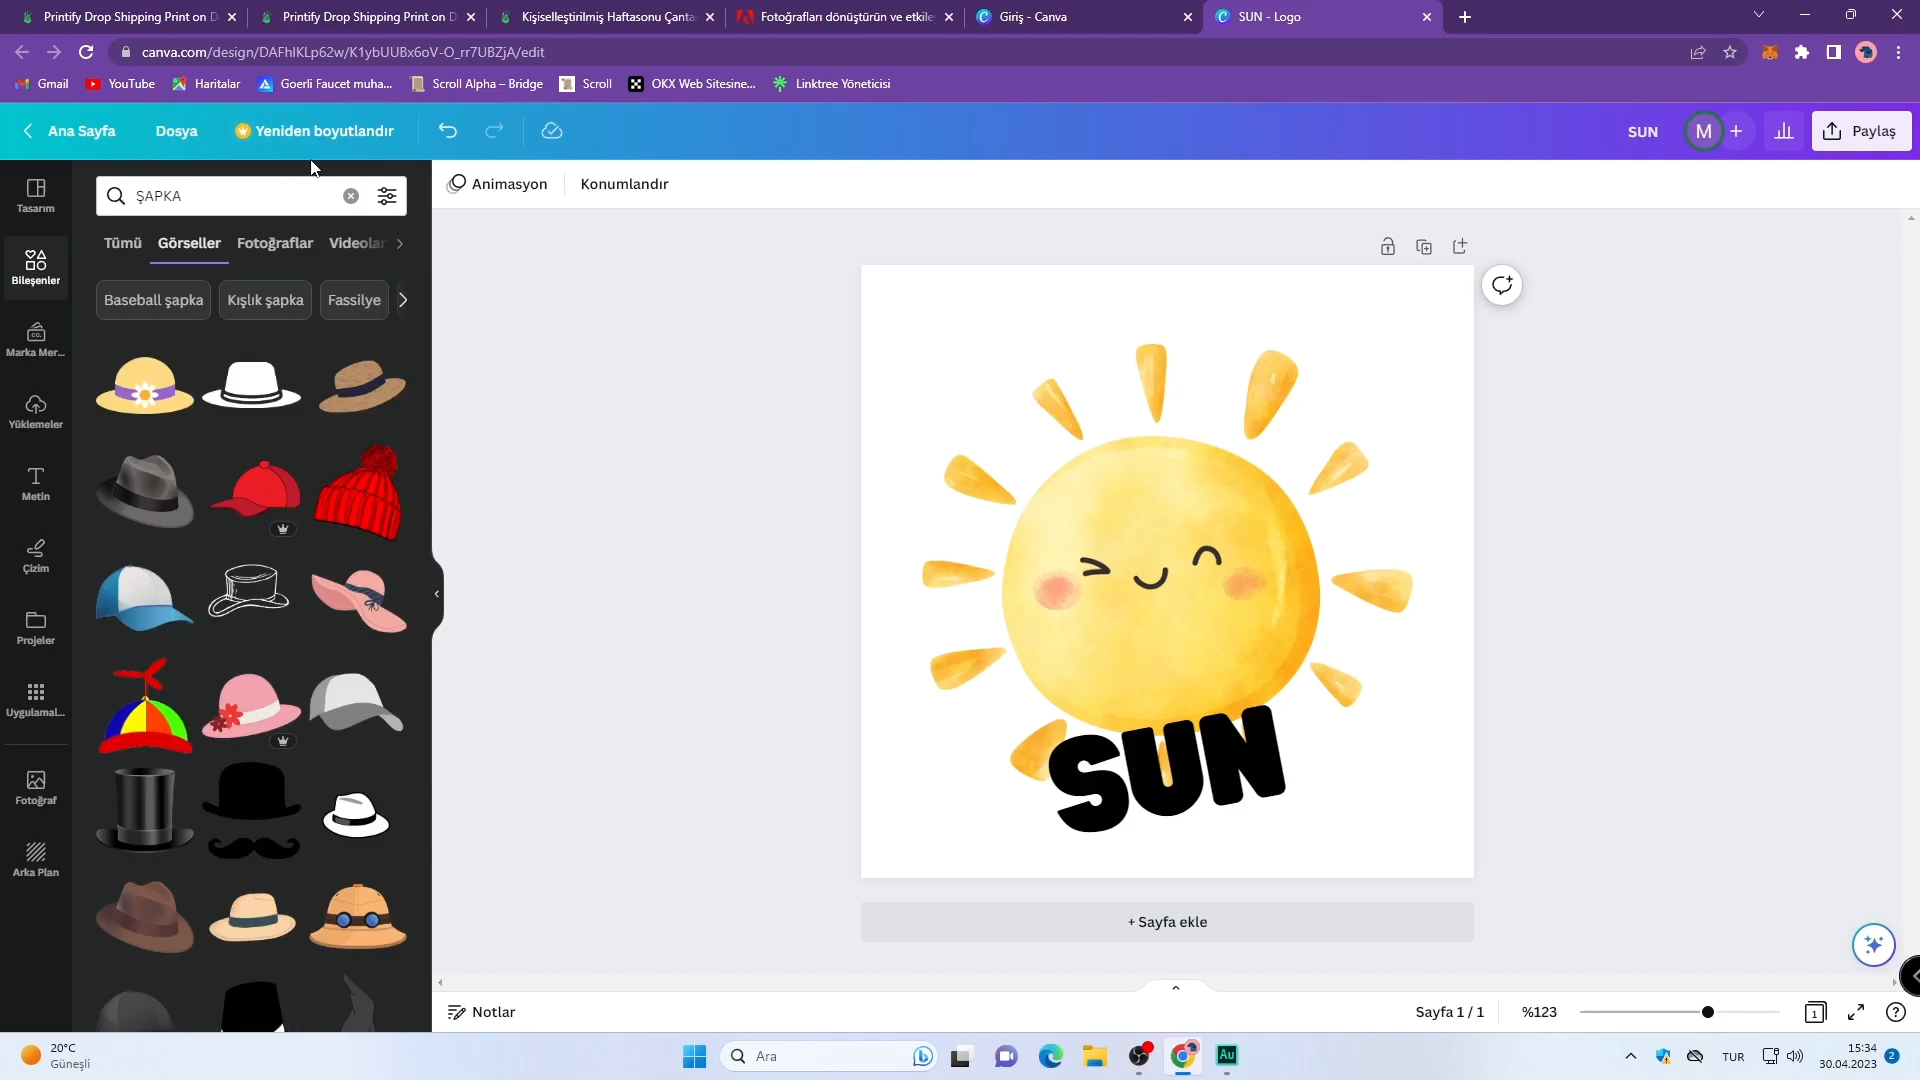 Printify Drop Shipping Print on D
Printify Drop Shipping Print on D
Kişiselleştirilmiş Haftasonu Çanta
Fotoğrafları dönüştürün ve etkile
Giriş - Canva
SUN - Logo
canva.com/design/DAFhIKLp62w/K1ybUUBx6oV-O_rr7UBZjA/edit
Gmail
YouTube
Haritalar
Goerli Faucet muha...
Scroll Alpha – Bridge
Scroll
OKX Web Sitesine...
Linktree Yöneticisi
Ana Sayfa
Dosya
Yeniden boyutlandır
SUN
M
Paylaş
Tasarım
Bileşenler
Marka Mer...
Yüklemeler
Metin
Çizim
Projeler
Uygulamal...
Fotoğraf
Arka Plan
ŞAPKA
Tümü
Görseller
Fotoğraflar
Videolar
Baseball şapka
Kışlık şapka
Fassilye
Animasyon
Konumlandır
SUN
+ Sayfa ekle
Notlar
Sayfa 1 / 1
%123
1
20°C
Güneşli
Ara
Au
TUR
15:34
30.04.2023
2